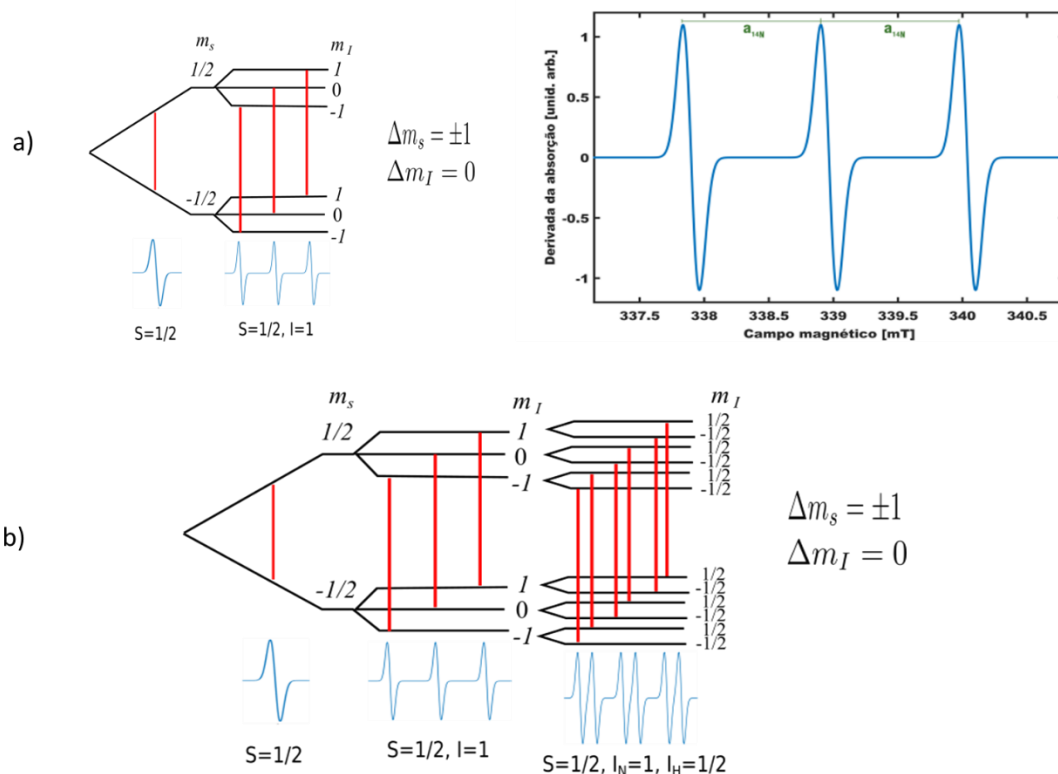 a)
m_s
m_I
1/2
1
0
-1
-1/2
1
0
-1
Δm_s = ±1
Δm_I = 0
S=1/2
S=1/2, I=1
a_14N
a_14N
Derivada da absorção [unid. arb.]
1
0.5
0
-0.5
-1
337.5 338 338.5 339 339.5 340 340.5
Campo magnético [mT]
b)
m_s
m_I
m_I
1/2
1
0
-1
1/2
-1/2
1/2
-1/2
1/2
-1/2
-1/2
1
0
-1
1/2
-1/2
1/2
-1/2
1/2
-1/2
Δm_s = ±1
Δm_I = 0
S=1/2
S=1/2, I=1
S=1/2, I_N=1, I_H=1/2